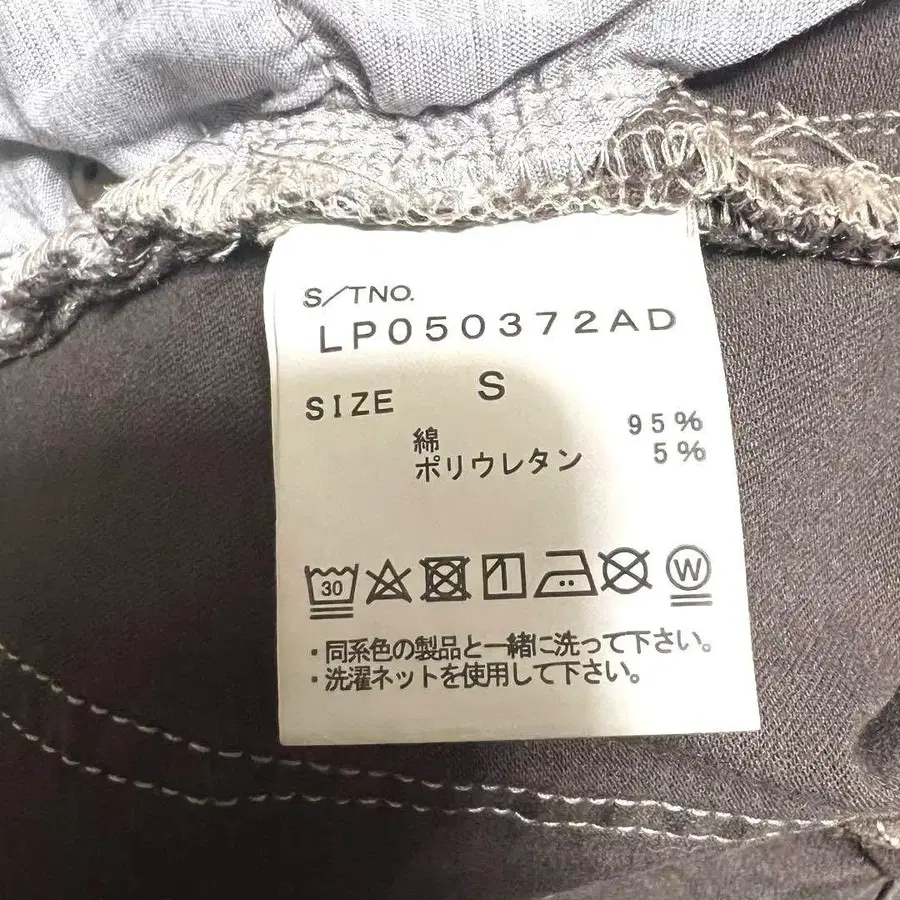 S/TNO.
LP050372AD
SIZE S
綿 95%
ポリウレタン 5%
30 W
・同系色の製品と一緒に洗って下さい。
・洗濯ネットを使用して下さい。